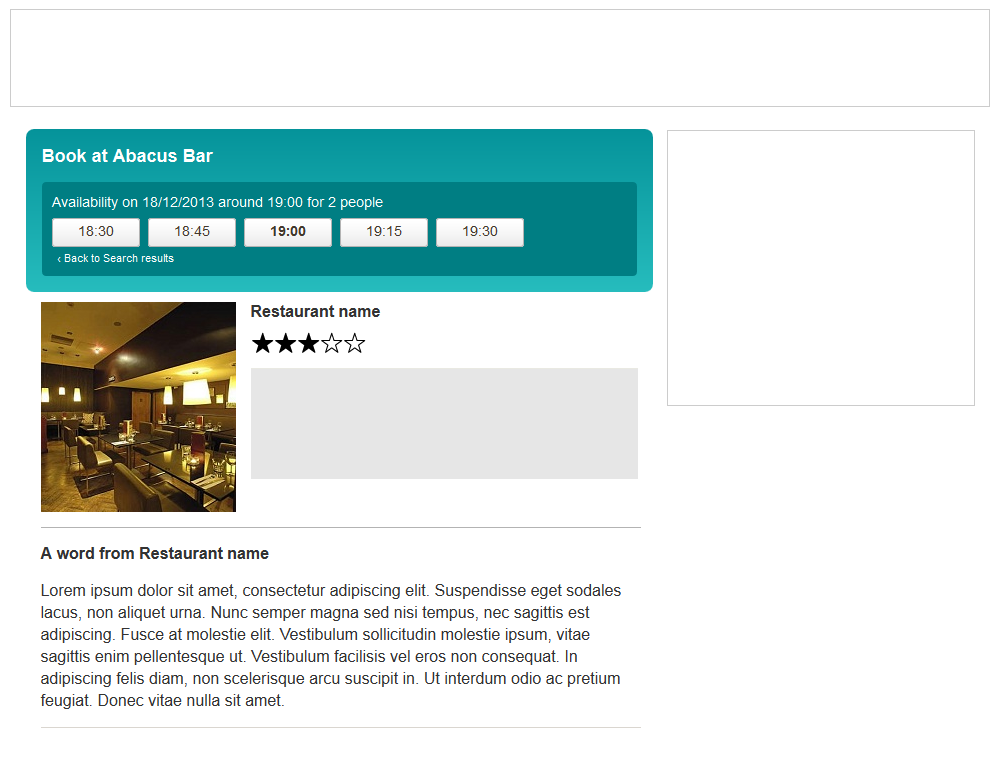 Book at Abacus Bar
Availability on 18/12/2013 around 19:00 for 2 people
18:30 18:45 19:00 19:15 19:30
‹ Back to Search results
Restaurant name
A word from Restaurant name
Lorem ipsum dolor sit amet, consectetur adipiscing elit. Suspendisse eget sodales
lacus, non aliquet urna. Nunc semper magna sed nisi tempus, nec sagittis est
adipiscing. Fusce at molestie elit. Vestibulum sollicitudin molestie ipsum, vitae
sagittis enim pellentesque ut. Vestibulum facilisis vel eros non consequat. In
adipiscing felis diam, non scelerisque arcu suscipit in. Ut interdum odio ac pretium
feugiat. Donec vitae nulla sit amet.